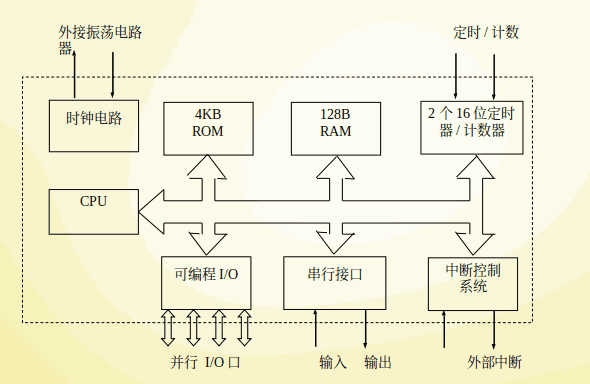 外接振荡电路
器
定时 / 计数
时钟电路
4KB
ROM
128B
RAM
2 个 16 位定时
器 / 计数器
CPU
可编程 I/O
串行接口
中断控制
系统
并行 I/O 口
输入
输出
外部中断